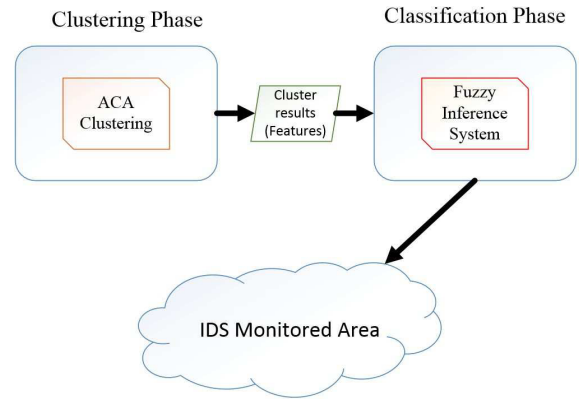 Clustering Phase
Classification Phase
ACA
Clustering
Cluster
results
(Features)
Fuzzy
Inference
System
IDS Monitored Area